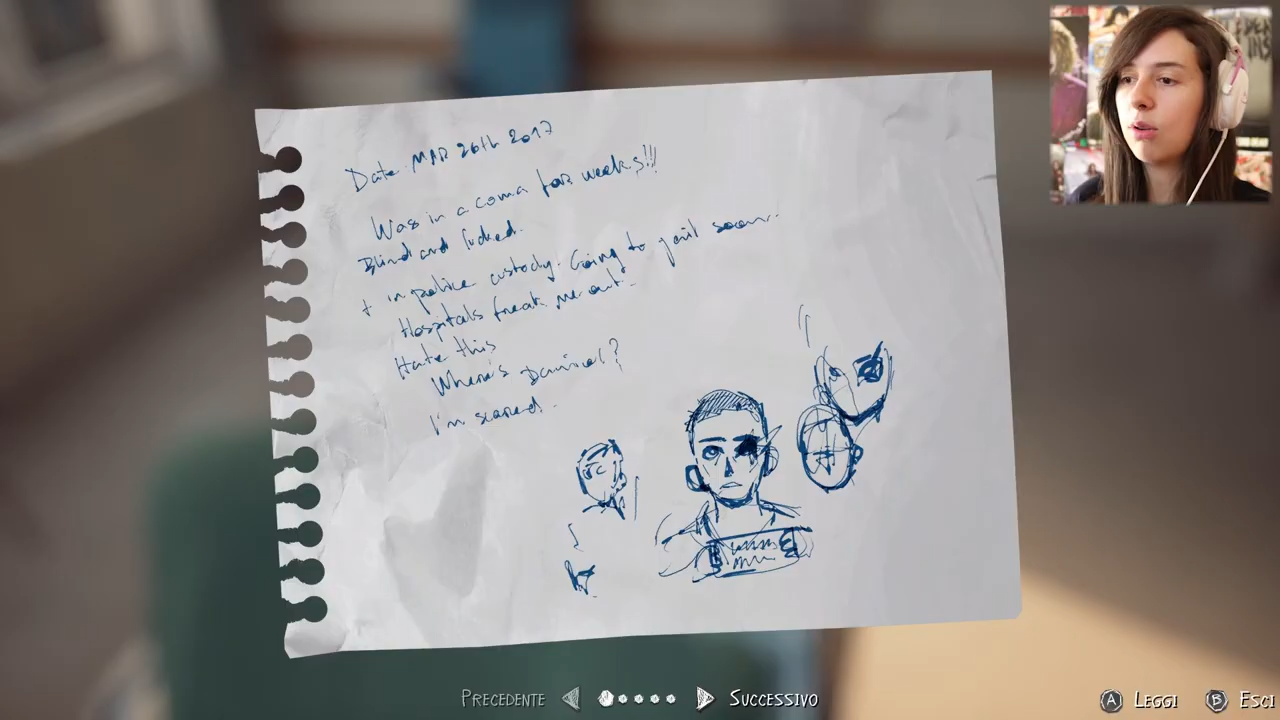 Date MAR 26th 2017
Was in a coma for weeks!!!
Blind and fucked.
+ in police custody. Going to jail soon.
Hospitals freak me out.
Hate this
Where's Daniel?
I'm scared.
PRECEDENTE
SUCCESSIVO
A LEGGI
B ESCI